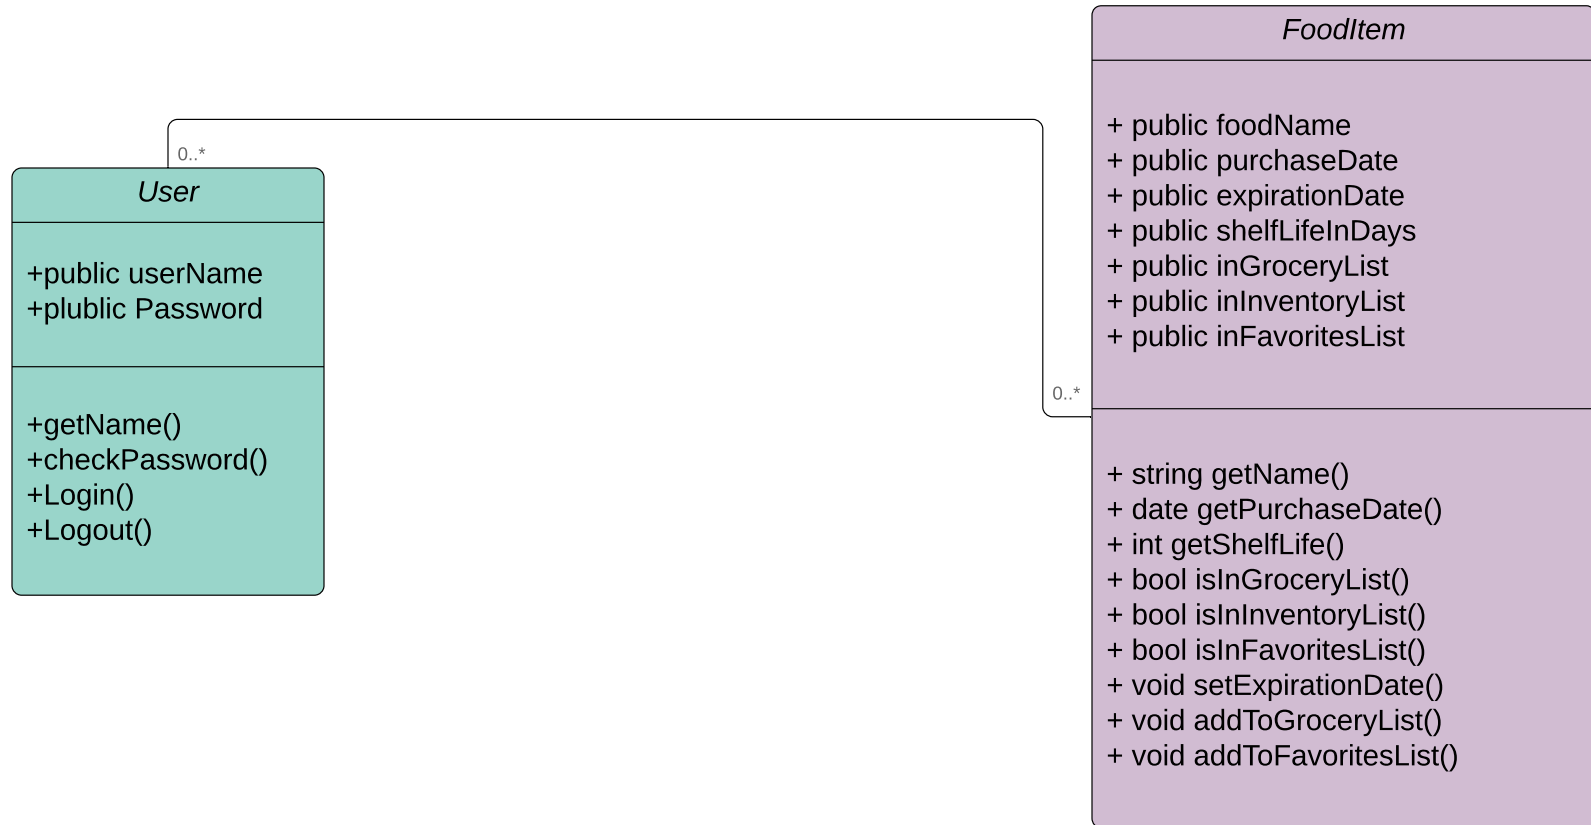 User
+public userName
+plublic Password
+getName()
+checkPassword()
+Login()
+Logout()
0..*
0..*
FoodItem
+ public foodName
+ public purchaseDate
+ public expirationDate
+ public shelfLifeInDays
+ public inGroceryList
+ public inInventoryList
+ public inFavoritesList
+ string getName()
+ date getPurchaseDate()
+ int getShelfLife()
+ bool isInGroceryList()
+ bool isInInventoryList()
+ bool isInFavoritesList()
+ void setExpirationDate()
+ void addToGroceryList()
+ void addToFavoritesList()